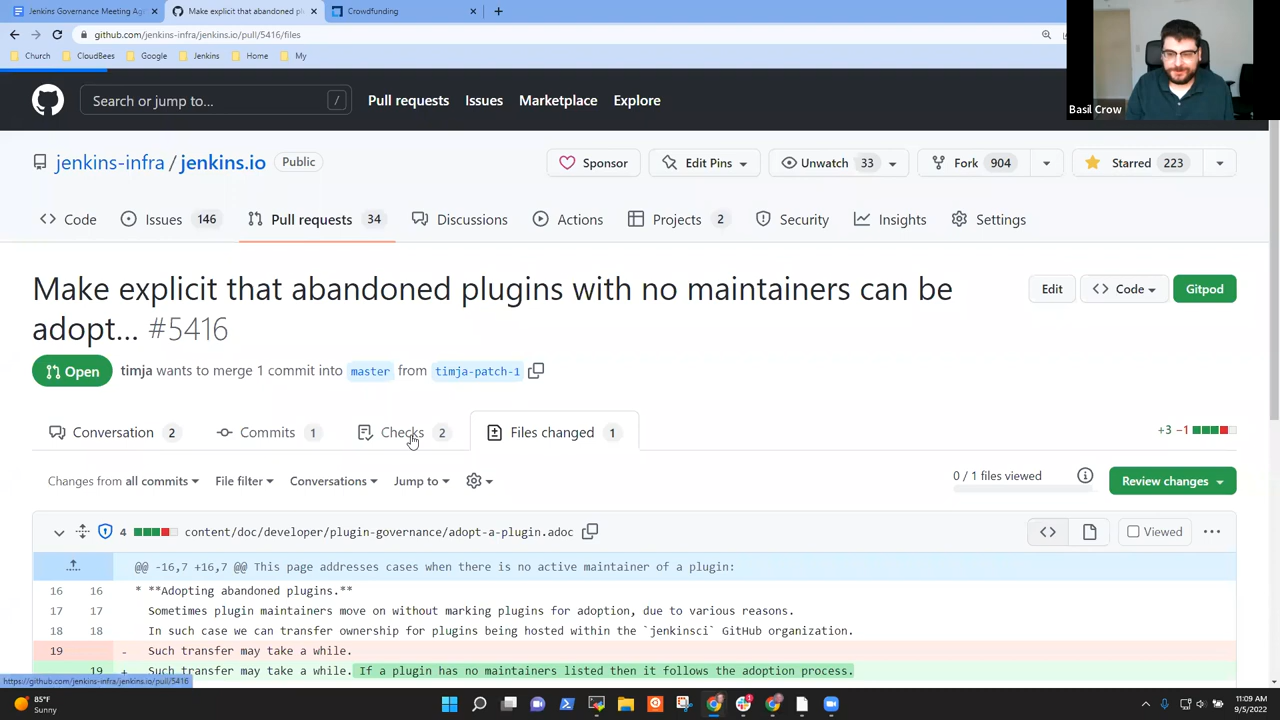 Jenkins Governance Meeting Ag
Make explicit that abandoned pl
Crowdfunding
github.com/jenkins-infra/jenkins.io/pull/5416/files
Church
CloudBees
Google
Jenkins
Home
My
Search or jump to...
/
Pull requests
Issues
Marketplace
Explore
Basil Crow
jenkins-infra / jenkins.io
Public
Sponsor
Edit Pins
Unwatch 33
Fork 904
Starred 223
Code
Issues 146
Pull requests 34
Discussions
Actions
Projects 2
Security
Insights
Settings
Make explicit that abandoned plugins with no maintainers can be
adopt... #5416
Edit
Code
Gitpod
Open
timja wants to merge 1 commit into master from timja-patch-1
Conversation 2
Commits 1
Checks 2
Files changed 1
+3 −1
Changes from all commits
File filter
Conversations
Jump to
0 / 1 files viewed
Review changes
4
content/doc/developer/plugin-governance/adopt-a-plugin.adoc
Viewed
@@ -16,7 +16,7 @@ This page addresses cases when there is no active maintainer of a plugin:
16 16 * **Adopting abandoned plugins.**
17 17 Sometimes plugin maintainers move on without marking plugins for adoption, due to various reasons.
18 18 In such case we can transfer ownership for plugins being hosted within the `jenkinsci` GitHub organization.
19 - Such transfer may take a while.
19 + Such transfer may take a while. If a plugin has no maintainers listed then it follows the adoption process.
https://github.com/jenkins-infra/jenkins.io/pull/5416
85°F
Sunny
11:09 AM
9/5/2022